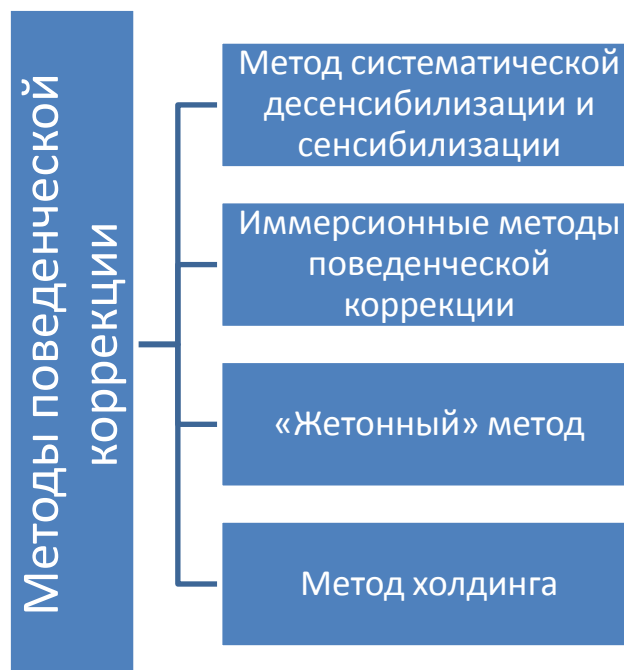 Методы поведенческой
коррекции
Метод систематической
десенсибилизации и
сенсибилизации
Иммерсионные методы
поведенческой
коррекции
«Жетонный» метод
Метод холдинга